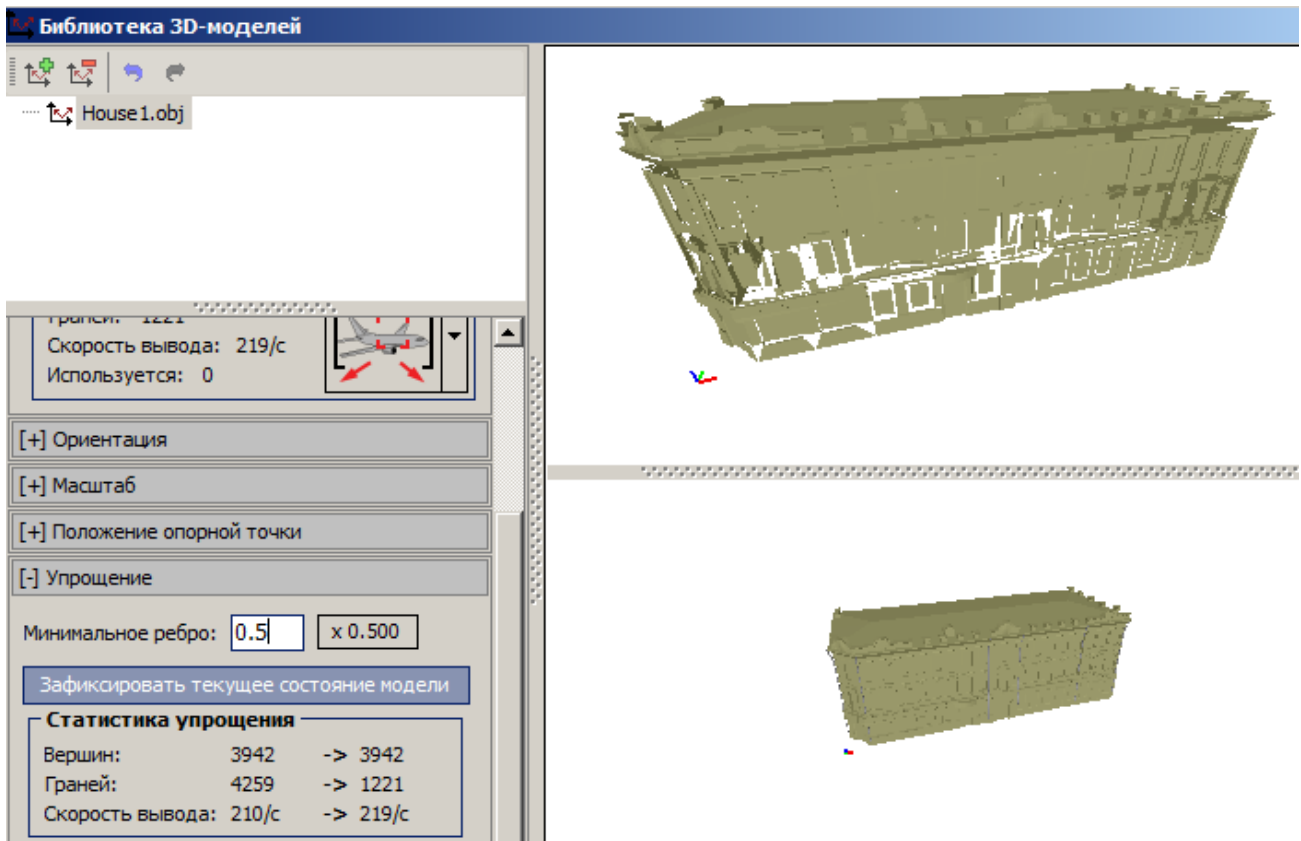 Библиотека 3D-моделей
House1.obj
Граней: 1221
Скорость вывода: 219/с
Используется: 0
[+] Ориентация
[+] Масштаб
[+] Положение опорной точки
[-] Упрощение
Минимальное ребро: 0.5 x 0.500
Зафиксировать текущее состояние модели
Статистика упрощения
Вершин: 3942 -> 3942
Граней: 4259 -> 1221
Скорость вывода: 210/с -> 219/с